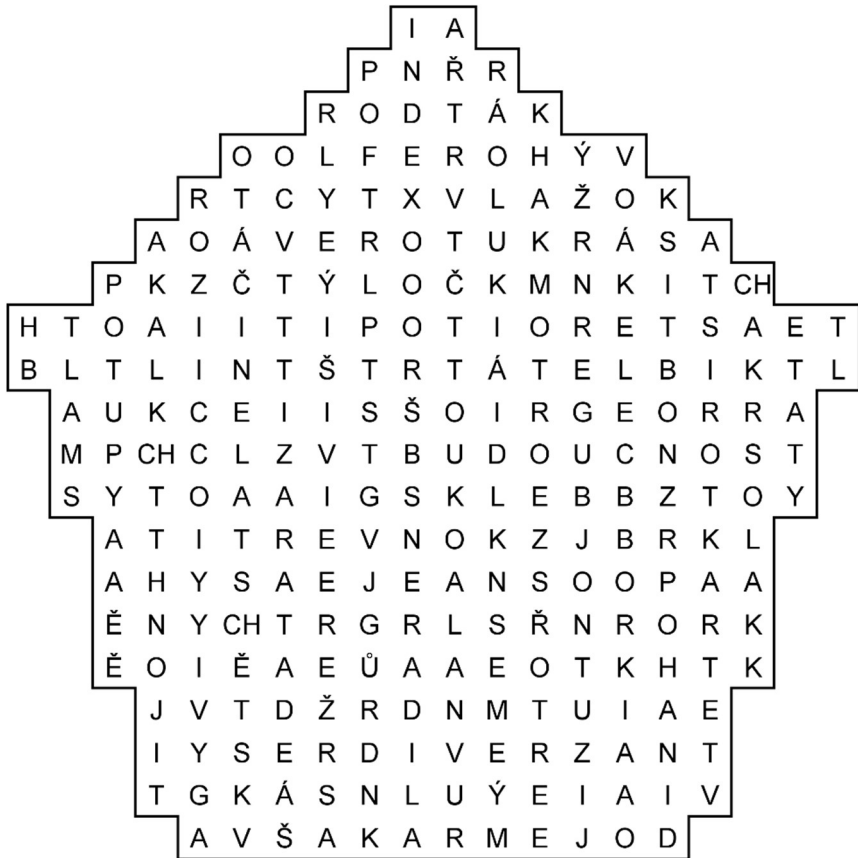 I A
P N Ř R
R O D T Á K
O O L F E R O H Ý V
R T C Y T X V L A Ž O K
A O Á V E R O T U K R Á S A
P K Z Č T Ý L O Č K M N K I T CH
H T O A I I T I P O T I O R E T S A E T
B L T L I N T Š T R T Á T E L B I K T L
A U K C E I I S Š O I R G E O R R A
M P CH C L Z V T B U D O U C N O S T
S Y T O A A I G S K L E B B Z T O Y
A T I T R E V N O K Z J B R K L
A H Y S A E J E A N S O O P A A
Ě N Y CH T R G R L S Ř N R O R K
Ě O I Ě A E Ů A A E O T K H T K
J V T D Ž R D N M T U I A E
I Y S E R D I V E R Z A N T
T G K Á S N L U Ý E I A I V
A V Š A K A R M E J O D